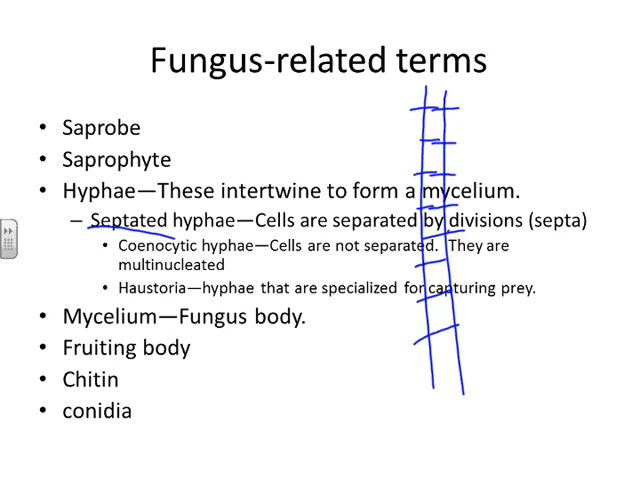 Fungus-related terms
• Saprobe
• Saprophyte
• Hyphae—These intertwine to form a mycelium.
– Septated hyphae—Cells are separated by divisions (septa)
• Coenocytic hyphae—Cells are not separated. They are
multinucleated
• Haustoria—hyphae that are specialized for capturing prey.
• Mycelium—Fungus body.
• Fruiting body
• Chitin
• conidia